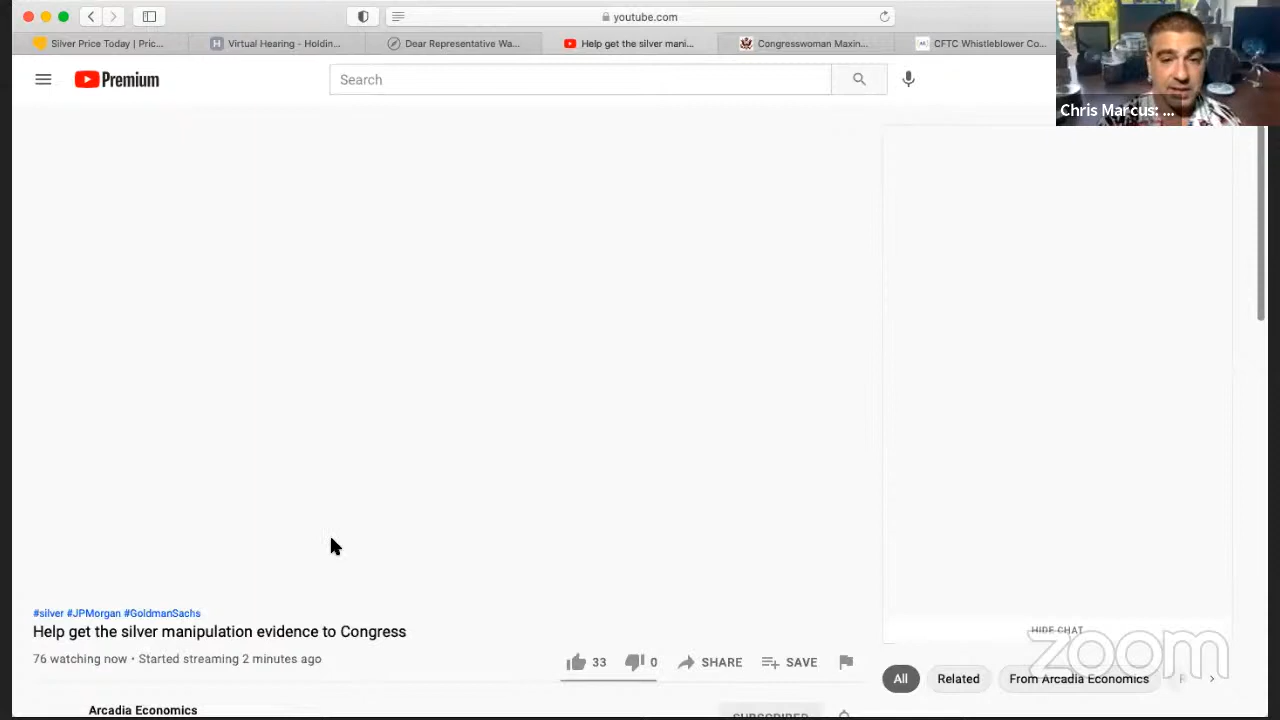 youtube.com
Silver Price Today | Pric...
Virtual Hearing - Holdin...
Dear Representative Wa...
Help get the silver mani...
Congresswoman Maxin...
CFTC Whistleblower Co...
Chris Marcus: ...
Premium
Search
#silver #JPMorgan #GoldmanSachs
Help get the silver manipulation evidence to Congress
76 watching now • Started streaming 2 minutes ago
33
0
SHARE
SAVE
HIDE CHAT
zoom
All
Related
From Arcadia Economics
Arcadia Economics
SUBSCRIBED